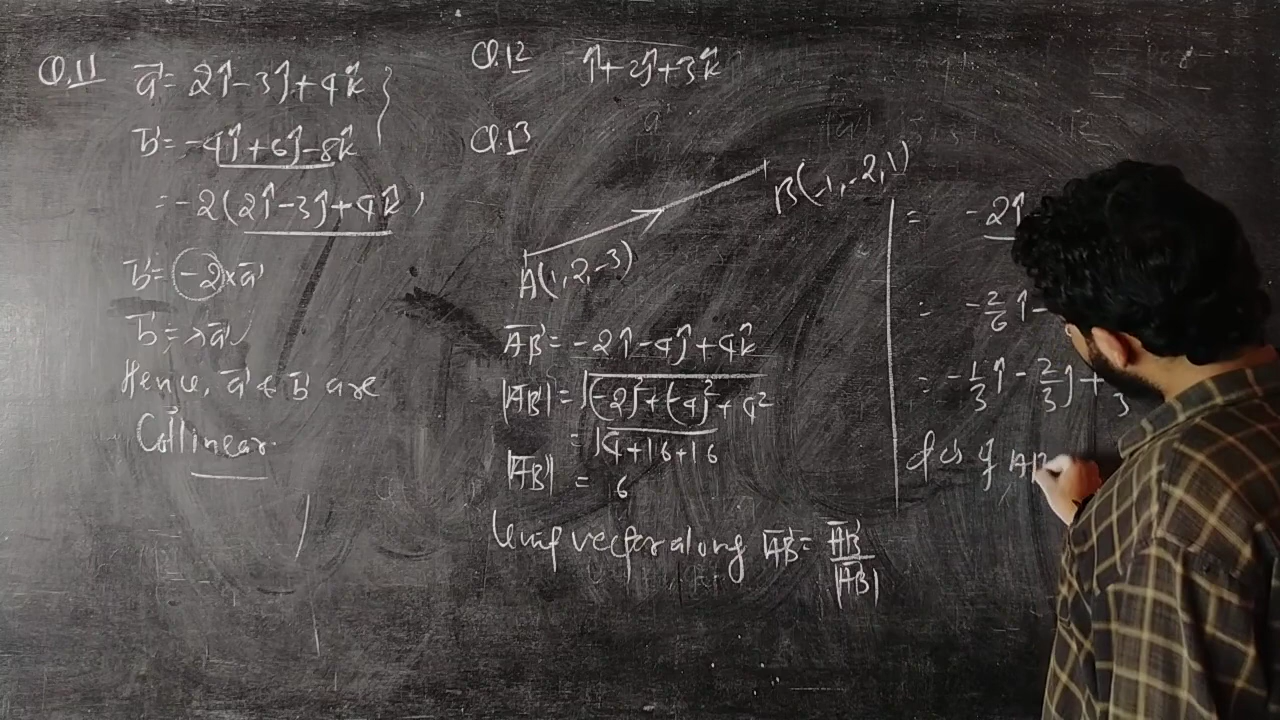 Q.11 a⃗ = 2î-3ĵ+4k̂
b⃗ = -4î+6ĵ-8k̂
= -2(2î-3ĵ+4k̂)
b⃗ = -2×a⃗
b⃗ = λa⃗
Hence, a⃗ & b⃗ are
Collinear.
Q.12 î+2ĵ+3k̂
Q.13
B(-1,-2,1)
A(1,2,-3)
AB⃗ = -2î-4ĵ+4k̂
|AB⃗| = √(-2)²+(-4)²+4²
= √4+16+16
|AB⃗| = 6
Unit vector along AB⃗ = AB⃗/|AB⃗|
= -2î
= -2/6 î-
= -1/3 î - 2/3 ĵ + 3
d c's of AB